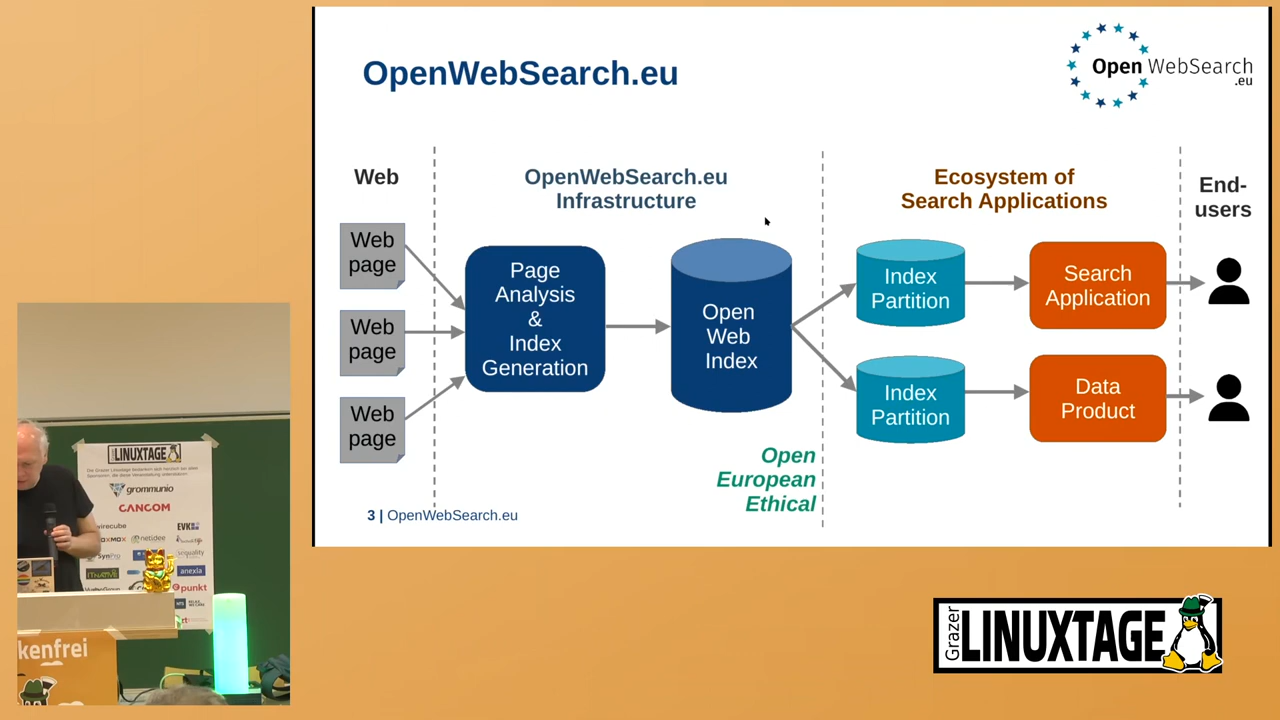 OpenWebSearch.eu
Open WebSearch
.eu
Web
OpenWebSearch.eu
Infrastructure
Ecosystem of
Search Applications
End-
users
Web
page
Web
page
Web
page
Page
Analysis
&
Index
Generation
Open
Web
Index
Index
Partition
Index
Partition
Search
Application
Data
Product
Open
European
Ethical
3 | OpenWebSearch.eu
LINUXTAGE
grommunio
CANCOM
EVK
netidee
SynPro
anexia
punkt
kenfrei
Grazer
LINUXTAGE